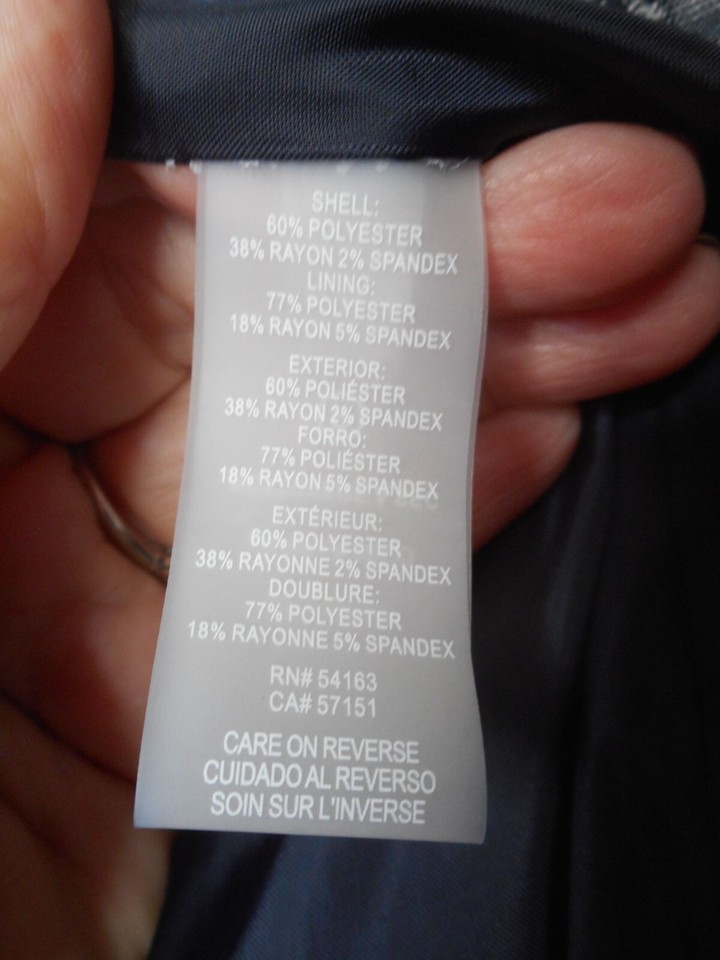 SHELL:
60% POLYESTER
38% RAYON 2% SPANDEX
LINING:
77% POLYESTER
18% RAYON 5% SPANDEX
EXTERIOR:
60% POLIÉSTER
38% RAYON 2% SPANDEX
FORRO:
77% POLIÉSTER
18% RAYON 5% SPANDEX
EXTÉRIEUR:
60% POLYESTER
38% RAYONNE 2% SPANDEX
DOUBLURE:
77% POLYESTER
18% RAYONNE 5% SPANDEX
RN# 54163
CA# 57151
CARE ON REVERSE
CUIDADO AL REVERSO
SOIN SUR L'INVERSE